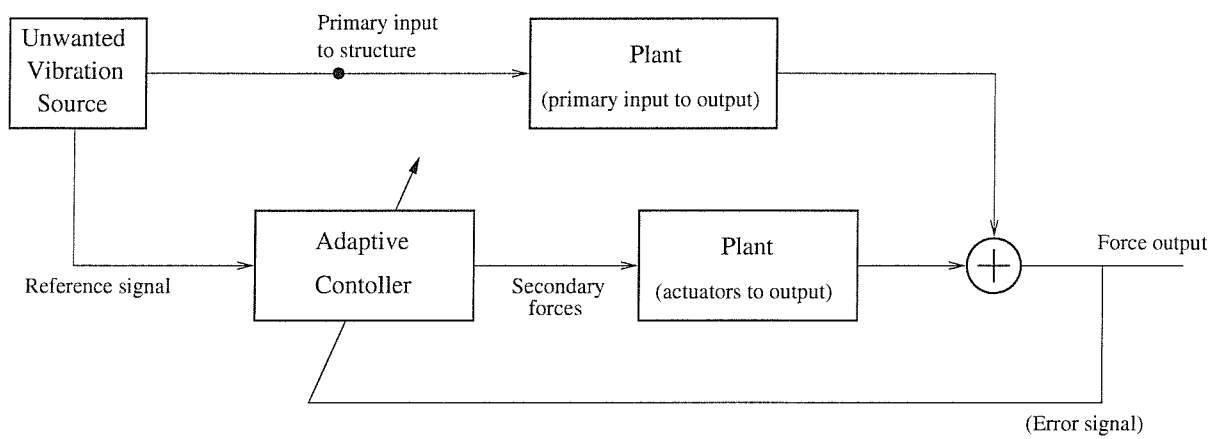 Unwanted
Vibration
Source
Primary input
to structure
Plant
(primary input to output)
Reference signal
Adaptive
Contoller
Secondary
forces
Plant
(actuators to output)
+
Force output
(Error signal)